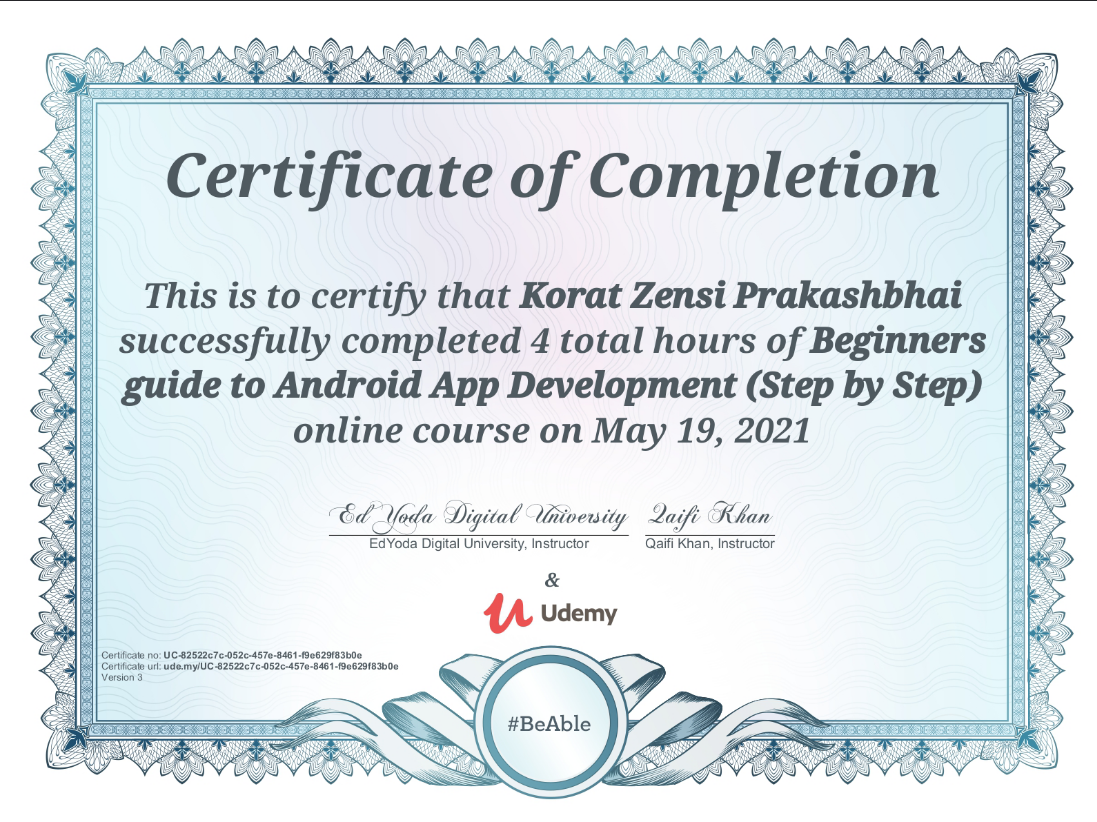 Certificate of Completion
This is to certify that Korat Zensi Prakashbhai
successfully completed 4 total hours of Beginners
guide to Android App Development (Step by Step)
online course on May 19, 2021
Ed Yoda Digital University Qaifi Khan
EdYoda Digital University, Instructor Qaifi Khan, Instructor
&
Udemy
Certificate no: UC-82522c7c-052c-457e-8461-f9e629f83b0e
Certificate url: ude.my/UC-82522c7c-052c-457e-8461-f9e629f83b0e
Version 3
#BeAble